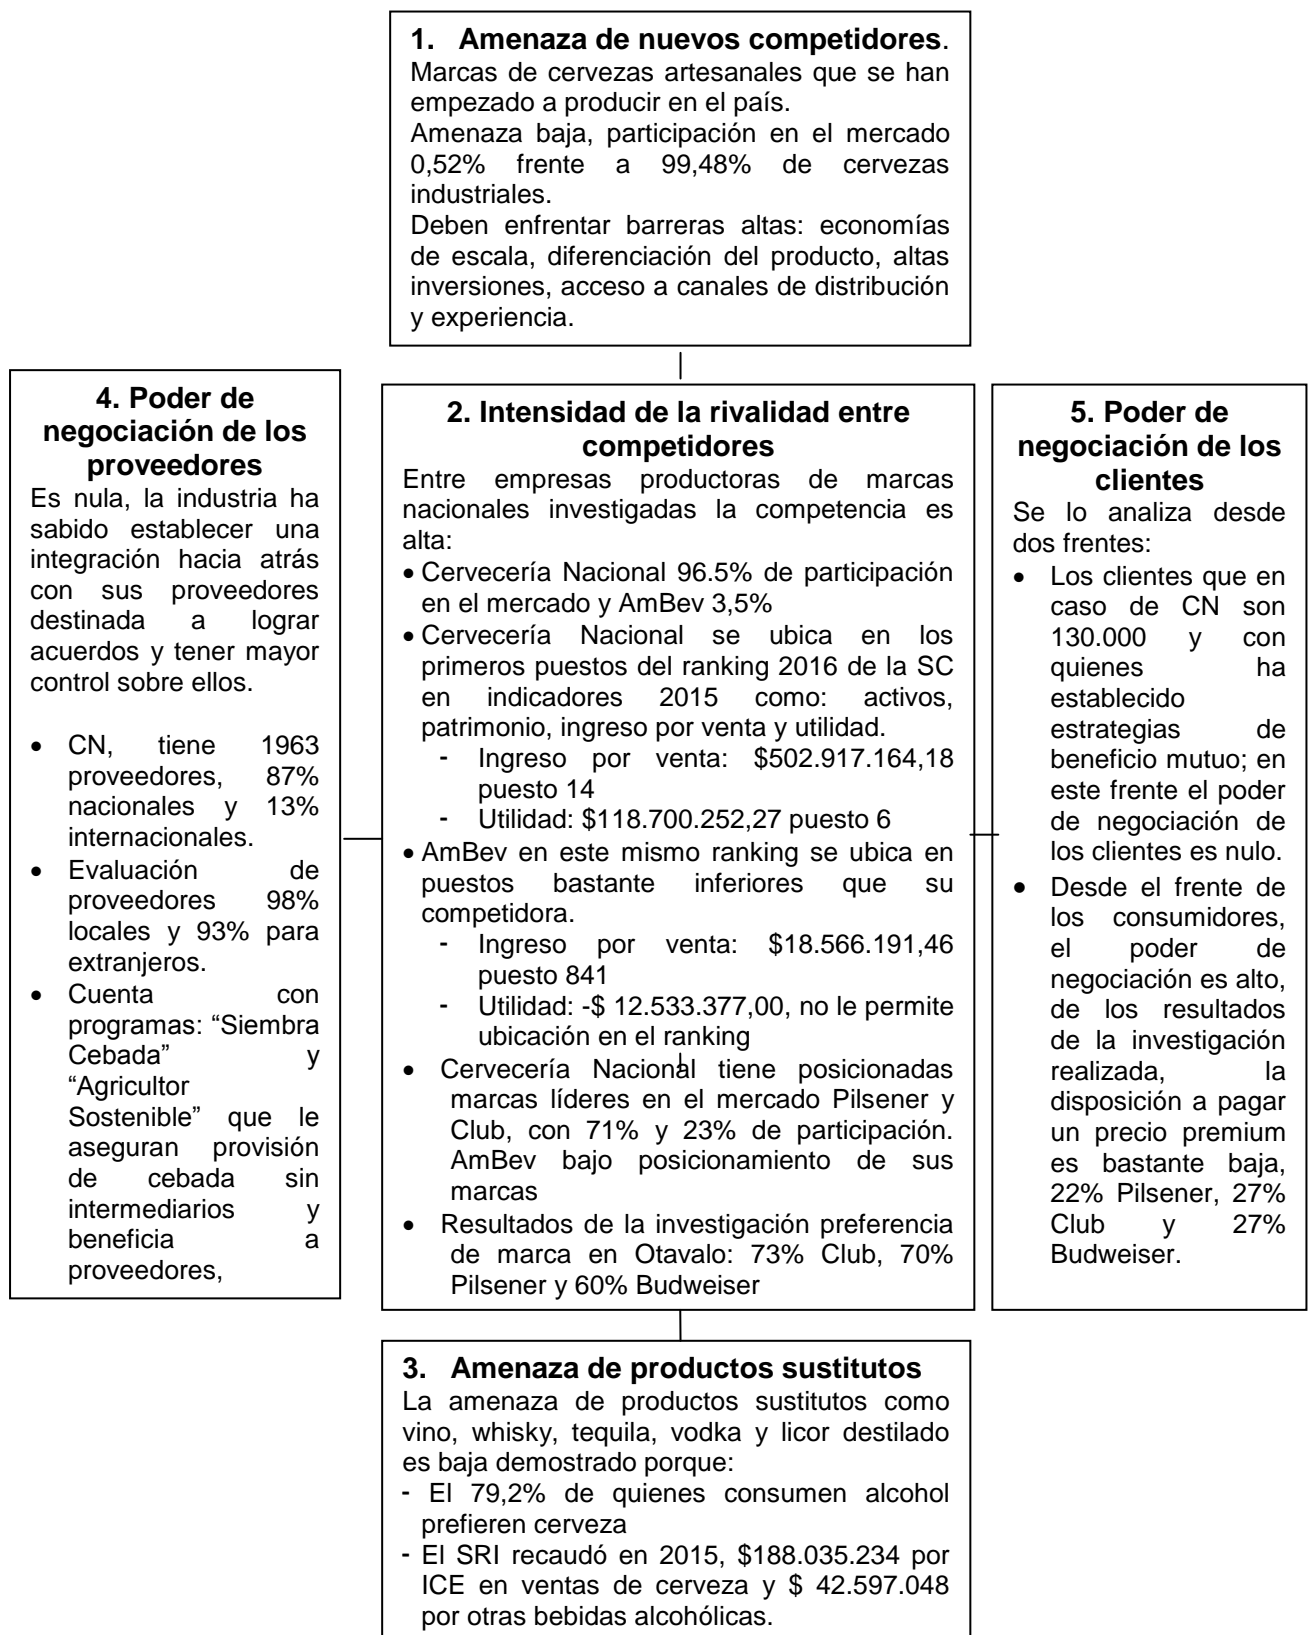 1. Amenaza de nuevos competidores.
Marcas de cervezas artesanales que se han
empezado a producir en el país.
Amenaza baja, participación en el mercado
0,52% frente a 99,48% de cervezas
industriales.
Deben enfrentar barreras altas: economías
de escala, diferenciación del producto, altas
inversiones, acceso a canales de distribución
y experiencia.
4. Poder de
negociación de los
proveedores
Es nula, la industria ha
sabido establecer una
integración hacia atrás
con sus proveedores
destinada a lograr
acuerdos y tener mayor
control sobre ellos.
• CN, tiene 1963
proveedores, 87%
nacionales y 13%
internacionales.
• Evaluación de
proveedores 98%
locales y 93% para
extranjeros.
• Cuenta con
programas: “Siembra
Cebada” y
“Agricultor
Sostenible” que le
aseguran provisión
de cebada sin
intermediarios y
beneficia a
proveedores,
2. Intensidad de la rivalidad entre
competidores
Entre empresas productoras de marcas
nacionales investigadas la competencia es
alta:
• Cervecería Nacional 96.5% de participación
en el mercado y AmBev 3,5%
• Cervecería Nacional se ubica en los
primeros puestos del ranking 2016 de la SC
en indicadores 2015 como: activos,
patrimonio, ingreso por venta y utilidad.
- Ingreso por venta: $502.917.164,18
puesto 14
- Utilidad: $118.700.252,27 puesto 6
• AmBev en este mismo ranking se ubica en
puestos bastante inferiores que su
competidora.
- Ingreso por venta: $18.566.191,46
puesto 841
- Utilidad: -$ 12.533.377,00, no le permite
ubicación en el ranking
• Cervecería Nacional tiene posicionadas
marcas líderes en el mercado Pilsener y
Club, con 71% y 23% de participación.
AmBev bajo posicionamiento de sus
marcas
• Resultados de la investigación preferencia
de marca en Otavalo: 73% Club, 70%
Pilsener y 60% Budweiser
5. Poder de
negociación de los
clientes
Se lo analiza desde
dos frentes:
• Los clientes que en
caso de CN son
130.000 y con
quienes ha
establecido
estrategias de
beneficio mutuo; en
este frente el poder
de negociación de
los clientes es nulo.
• Desde el frente de
los consumidores,
el poder de
negociación es alto,
de los resultados
de la investigación
realizada, la
disposición a pagar
un precio premium
es bastante baja,
22% Pilsener, 27%
Club y 27%
Budweiser.
3. Amenaza de productos sustitutos
La amenaza de productos sustitutos como
vino, whisky, tequila, vodka y licor destilado
es baja demostrado porque:
- El 79,2% de quienes consumen alcohol
prefieren cerveza
- El SRI recaudó en 2015, $188.035.234 por
ICE en ventas de cerveza y $ 42.597.048
por otras bebidas alcohólicas.